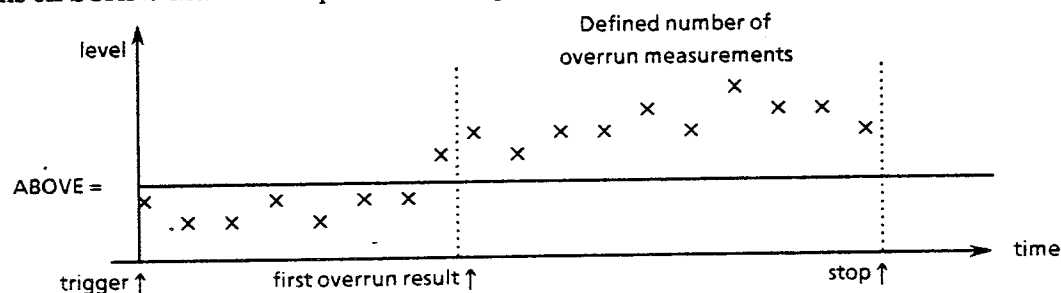 Defined number of
overrun measurements
level
ABOVE =
time
trigger ↑ first overrun result ↑ stop ↑